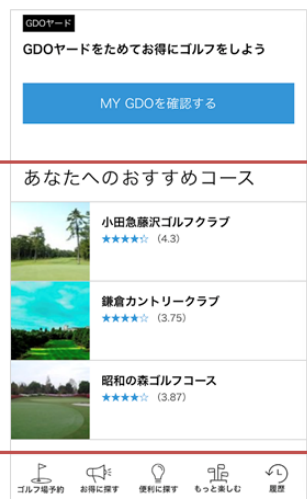 GDOヤード
GDOヤードをためてお得にゴルフをしよう
MY GDOを確認する
あなたへのおすすめコース
小田急藤沢ゴルフクラブ
★★★★☆ (4.3)
鎌倉カントリークラブ
★★★★☆ (3.75)
昭和の森ゴルフコース
★★★★☆ (3.87)
ゴルフ場予約 お得に探す 便利に探す もっと楽しむ 履歴